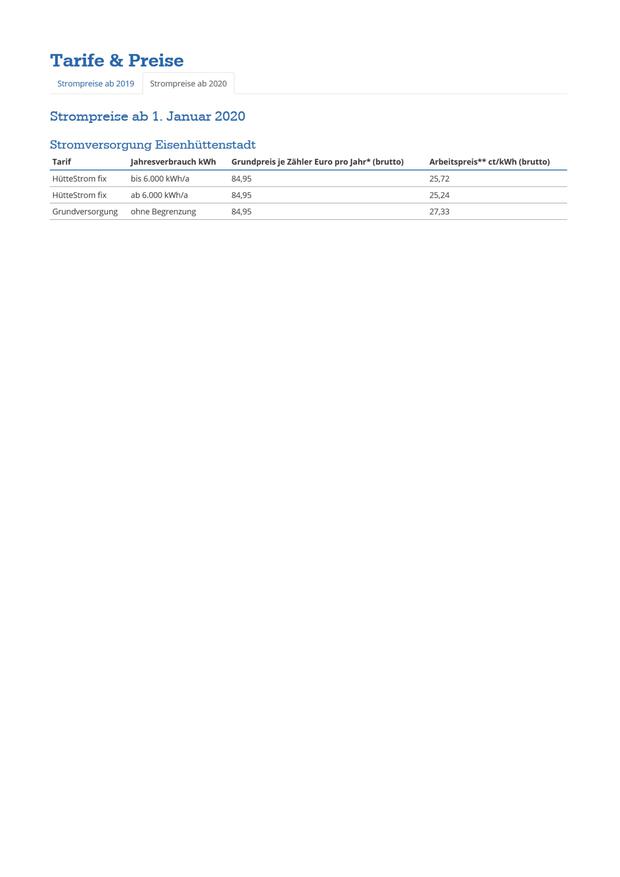 Tarife & Preise
Strompreise ab 2019 Strompreise ab 2020
Strompreise ab 1. Januar 2020
Stromversorgung Eisenhüttenstadt
Tarif Jahresverbrauch kWh Grundpreis je Zähler Euro pro Jahr* (brutto) Arbeitspreis** ct/kWh (brutto)
HütteStrom fix bis 6.000 kWh/a 84,95 25,72
HütteStrom fix ab 6.000 kWh/a 84,95 25,24
Grundversorgung ohne Begrenzung 84,95 27,33